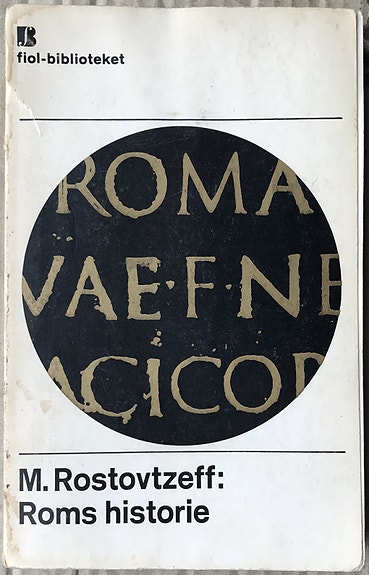 fiol-biblioteket
ROMA
VAE·F·NE
ACICOR
M. Rostovtzeff:
Roms historie